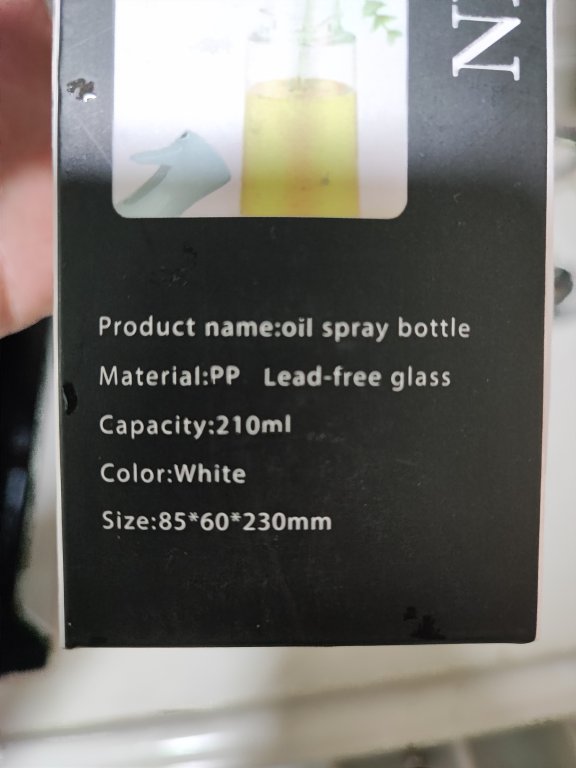 Product name:oil spray bottle
Material:PP Lead-free glass
Capacity:210ml
Color:White
Size:85*60*230mm